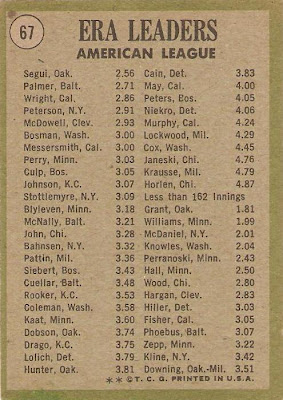 67
ERA LEADERS
AMERICAN LEAGUE
Segui, Oak. 2.56
Palmer, Balt. 2.71
Wright, Cal. 2.86
Peterson, N.Y. 2.91
McDowell, Clev. 2.93
Bosman, Wash. 3.00
Messersmith, Cal. 3.00
Perry, Minn. 3.03
Culp, Bos. 3.05
Johnson, K.C. 3.07
Stottlemyre, N.Y. 3.09
Blyleven, Minn. 3.18
McNally, Balt. 3.21
John, Chi. 3.28
Bahnsen, N.Y. 3.32
Pattin, Mil. 3.36
Siebert, Bos. 3.43
Cuellar, Balt. 3.48
Rooker, K.C. 3.53
Coleman, Wash. 3.58
Kaat, Minn. 3.60
Dobson, Oak. 3.74
Drago, K.C. 3.75
Lolich, Det. 3.79
Hunter, Oak. 3.81
Cain, Det. 3.83
May, Cal. 4.00
Peters, Bos. 4.05
Niekro, Det. 4.06
Murphy, Cal. 4.24
Lockwood, Mil. 4.29
Cox, Wash. 4.45
Janeski, Chi. 4.76
Krausse, Mil. 4.79
Horlen, Chi. 4.87
Less than 162 Innings
Grant, Oak. 1.81
Williams, Minn. 1.99
McDaniel, N.Y. 2.01
Knowles, Wash. 2.04
Perranoski, Minn. 2.43
Hall, Minn. 2.50
Wood, Chi. 2.80
Hargan, Clev. 2.83
Hiller, Det. 3.03
Fisher, Cal. 3.05
Phoebus, Balt. 3.07
Zepp, Minn. 3.22
Kline, N.Y. 3.42
Downing, Oak.-Mil. 3.51
** © T. C. G. PRINTED IN U.S.A.